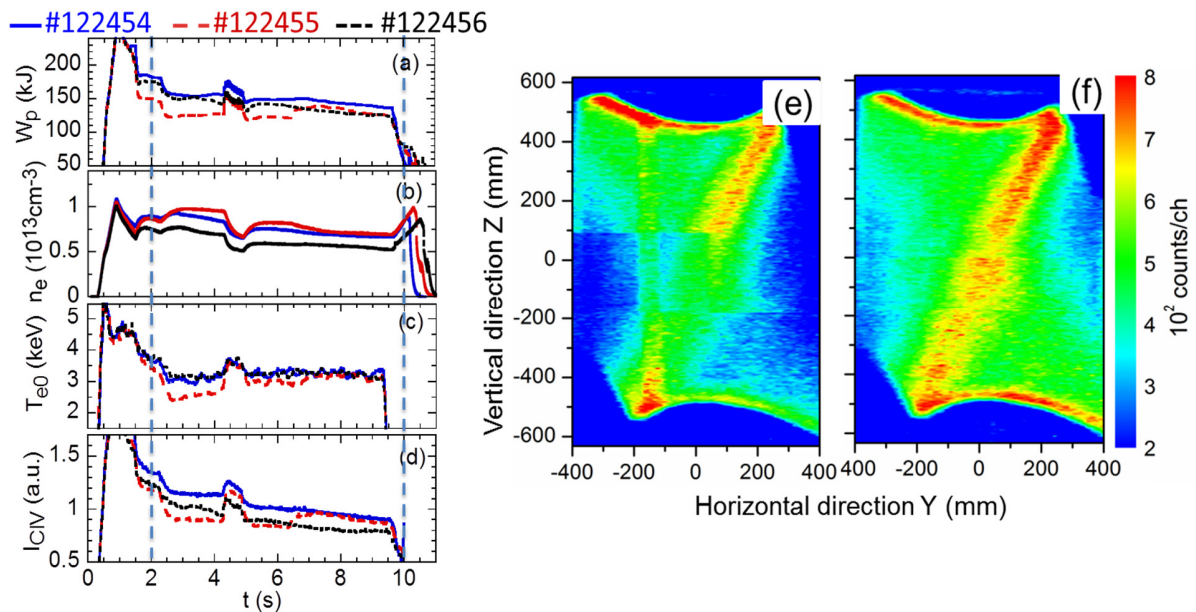 #122454 #122455 #122456
(a)
Wp (kJ)
200
150
100
50
(b)
ne (10¹³cm⁻³)
1
0.5
0
(c)
Te0 (keV)
5
4
3
2
(d)
ICIV (a.u.)
1.5
1
0.5
0 2 4 6 8 10
t (s)
(e)
Vertical direction Z (mm)
600
400
200
0
-200
-400
-600
-400 -200 0 200 400
(f)
-400 -200 0 200 400
Horizontal direction Y (mm)
8
7
6
5
4
3
2
10² counts/ch